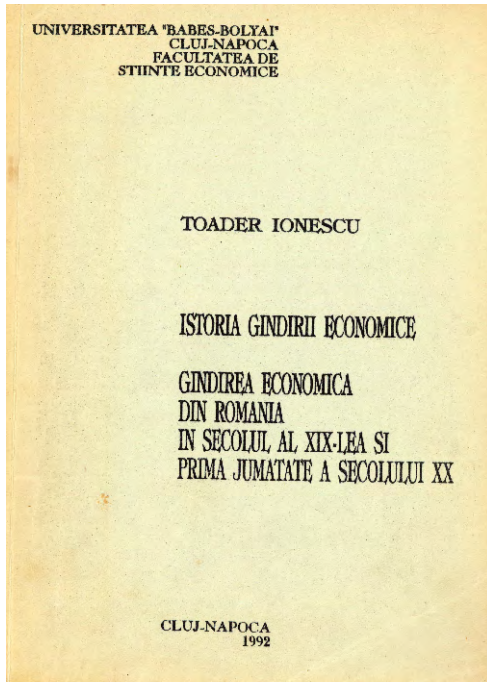 UNIVERSITATEA "BABES-BOLYAI"
CLUJ-NAPOCA
FACULTATEA DE
STIINTE ECONOMICE
TOADER IONESCU
ISTORIA GINDIRII ECONOMICE
GINDIREA ECONOMICA
DIN ROMANIA
IN SECOLUL AL XIX-LEA SI
PRIMA JUMATATE A SECOLULUI XX
CLUJ-NAPOCA
1992